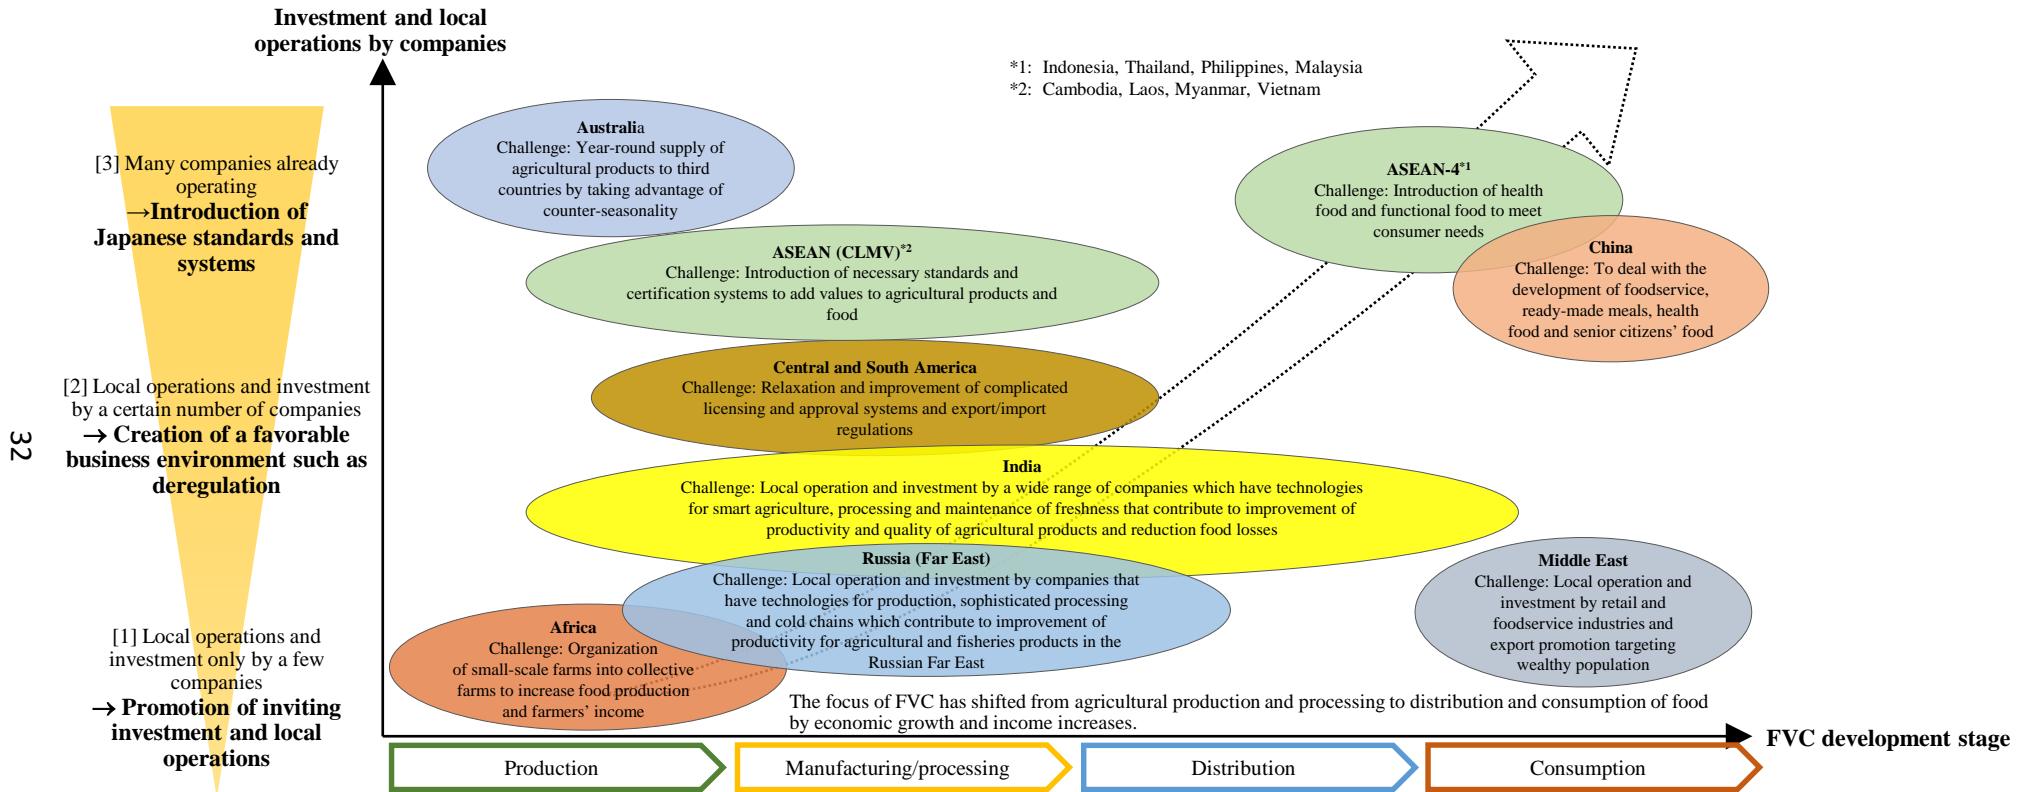 Investment and local
operations by companies
*1: Indonesia, Thailand, Philippines, Malaysia
*2: Cambodia, Laos, Myanmar, Vietnam
[3] Many companies already
operating
→Introduction of
Japanese standards and
systems
[2] Local operations and investment
by a certain number of companies
→ Creation of a favorable
business environment such as
deregulation
[1] Local operations and
investment only by a few
companies
→ Promotion of inviting
investment and local
operations
32
Australia
Challenge: Year-round supply of
agricultural products to third
countries by taking advantage of
counter-seasonality
ASEAN-4*1
Challenge: Introduction of health
food and functional food to meet
consumer needs
China
Challenge: To deal with the
development of foodservice,
ready-made meals, health
food and senior citizens’ food
ASEAN (CLMV)*2
Challenge: Introduction of necessary standards and
certification systems to add values to agricultural products and
food
Central and South America
Challenge: Relaxation and improvement of complicated
licensing and approval systems and export/import
regulations
India
Challenge: Local operation and investment by a wide range of companies which have technologies
for smart agriculture, processing and maintenance of freshness that contribute to improvement of
productivity and quality of agricultural products and reduction food losses
Russia (Far East)
Challenge: Local operation and investment by companies that
have technologies for production, sophisticated processing
and cold chains which contribute to improvement of
productivity for agricultural and fisheries products in the
Russian Far East
Middle East
Challenge: Local operation and
investment by retail and
foodservice industries and
export promotion targeting
wealthy population
Africa
Challenge: Organization
of small-scale farms into collective
farms to increase food production
and farmers’ income
The focus of FVC has shifted from agricultural production and processing to distribution and consumption of food
by economic growth and income increases.
FVC development stage
Production
Manufacturing/processing
Distribution
Consumption